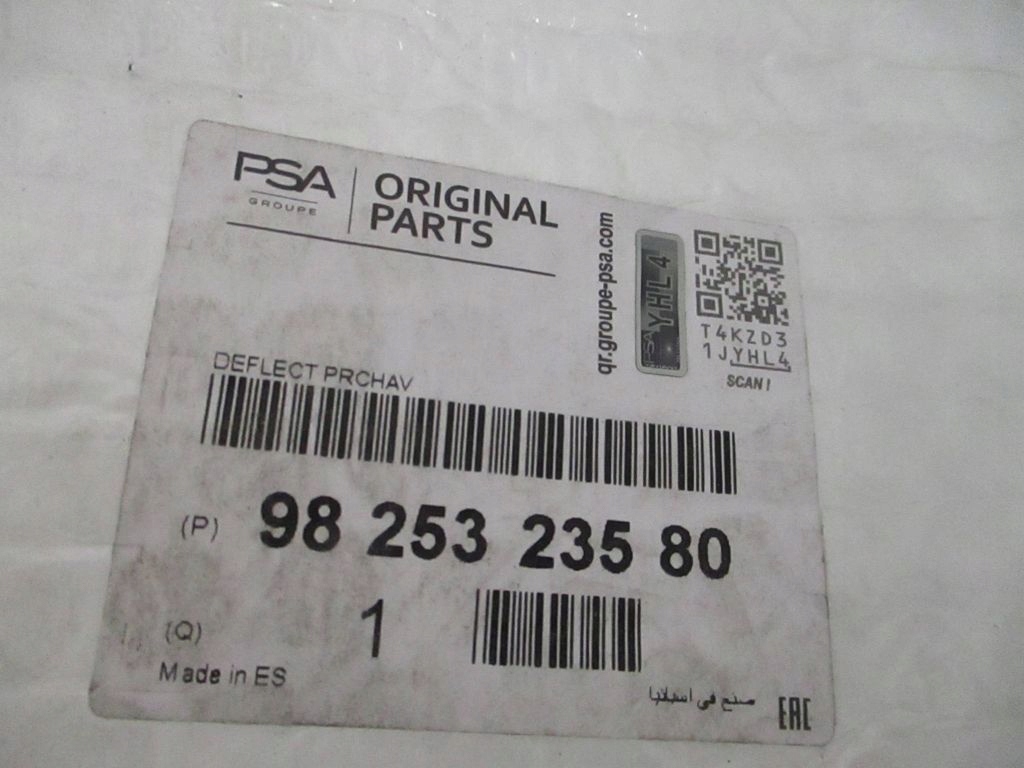 PSA
GROUPE
ORIGINAL
PARTS
qr.groupe-psa.com
PSA
YHL4
T4KZD3
1JYHL4
SCAN!
DEFLECT PRCHAV
(P) 98 253 235 80
(Q) 1
Made in ES
صنع في اسبانيا
EAC